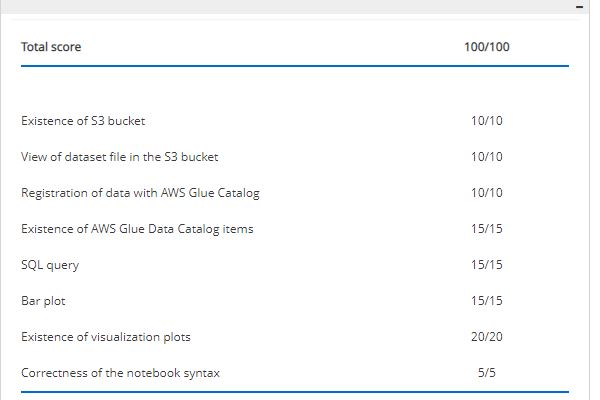 Total score 100/100
Existence of S3 bucket 10/10
View of dataset file in the S3 bucket 10/10
Registration of data with AWS Glue Catalog 10/10
Existence of AWS Glue Data Catalog items 15/15
SQL query 15/15
Bar plot 15/15
Existence of visualization plots 20/20
Correctness of the notebook syntax 5/5